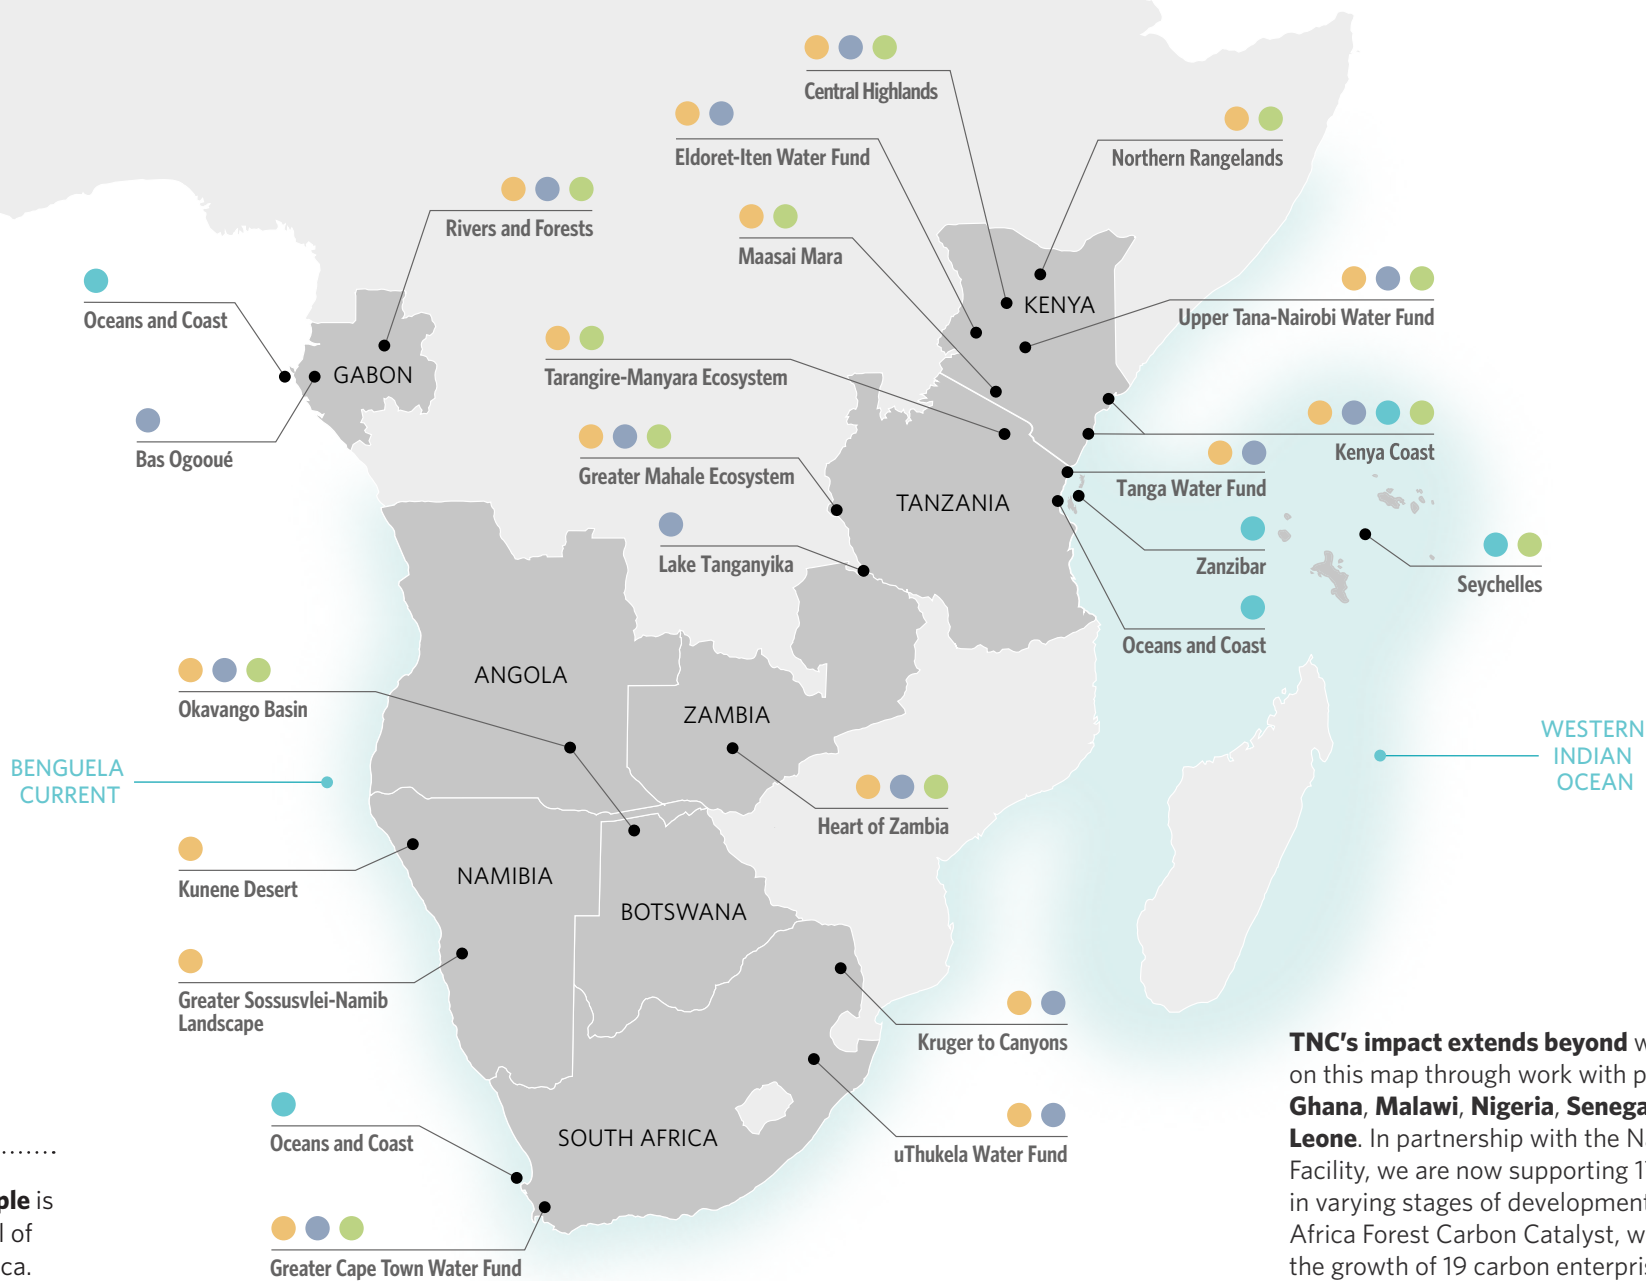 Central Highlands
Eldoret-Iten Water Fund
Northern Rangelands
Rivers and Forests
Maasai Mara
Oceans and Coast
KENYA
Upper Tana-Nairobi Water Fund
GABON
Tarangire-Manyara Ecosystem
Bas Ogooué
Kenya Coast
Greater Mahale Ecosystem
Tanga Water Fund
TANZANIA
Lake Tanganyika
Zanzibar
Seychelles
Oceans and Coast
ANGOLA
Okavango Basin
ZAMBIA
BENGUELA
CURRENT
WESTERN
INDIAN
OCEAN
Heart of Zambia
Kunene Desert
NAMIBIA
BOTSWANA
Greater Sossusvlei-Namib
Landscape
Kruger to Canyons
Oceans and Coast
SOUTH AFRICA
uThukela Water Fund
Greater Cape Town Water Fund
is
of
TNC's impact extends beyond
on this map through work with
Ghana, Malawi, Nigeria,
Leone. In partnership with the
Facility, we are now supporting
in varying stages of development
Africa Forest Carbon Catalyst,
the growth of 19 carbon